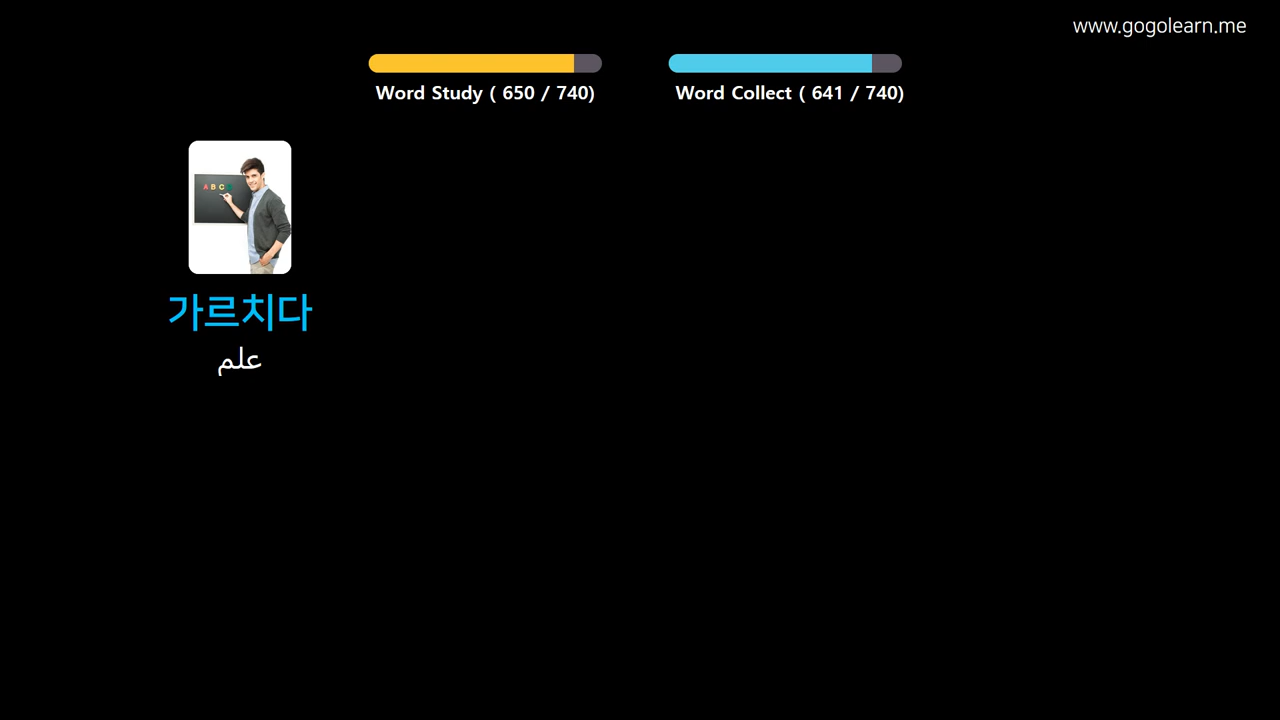 www.gogolearn.me
Word Study ( 650 / 740)
Word Collect ( 641 / 740)
A B C
가르치다
علم